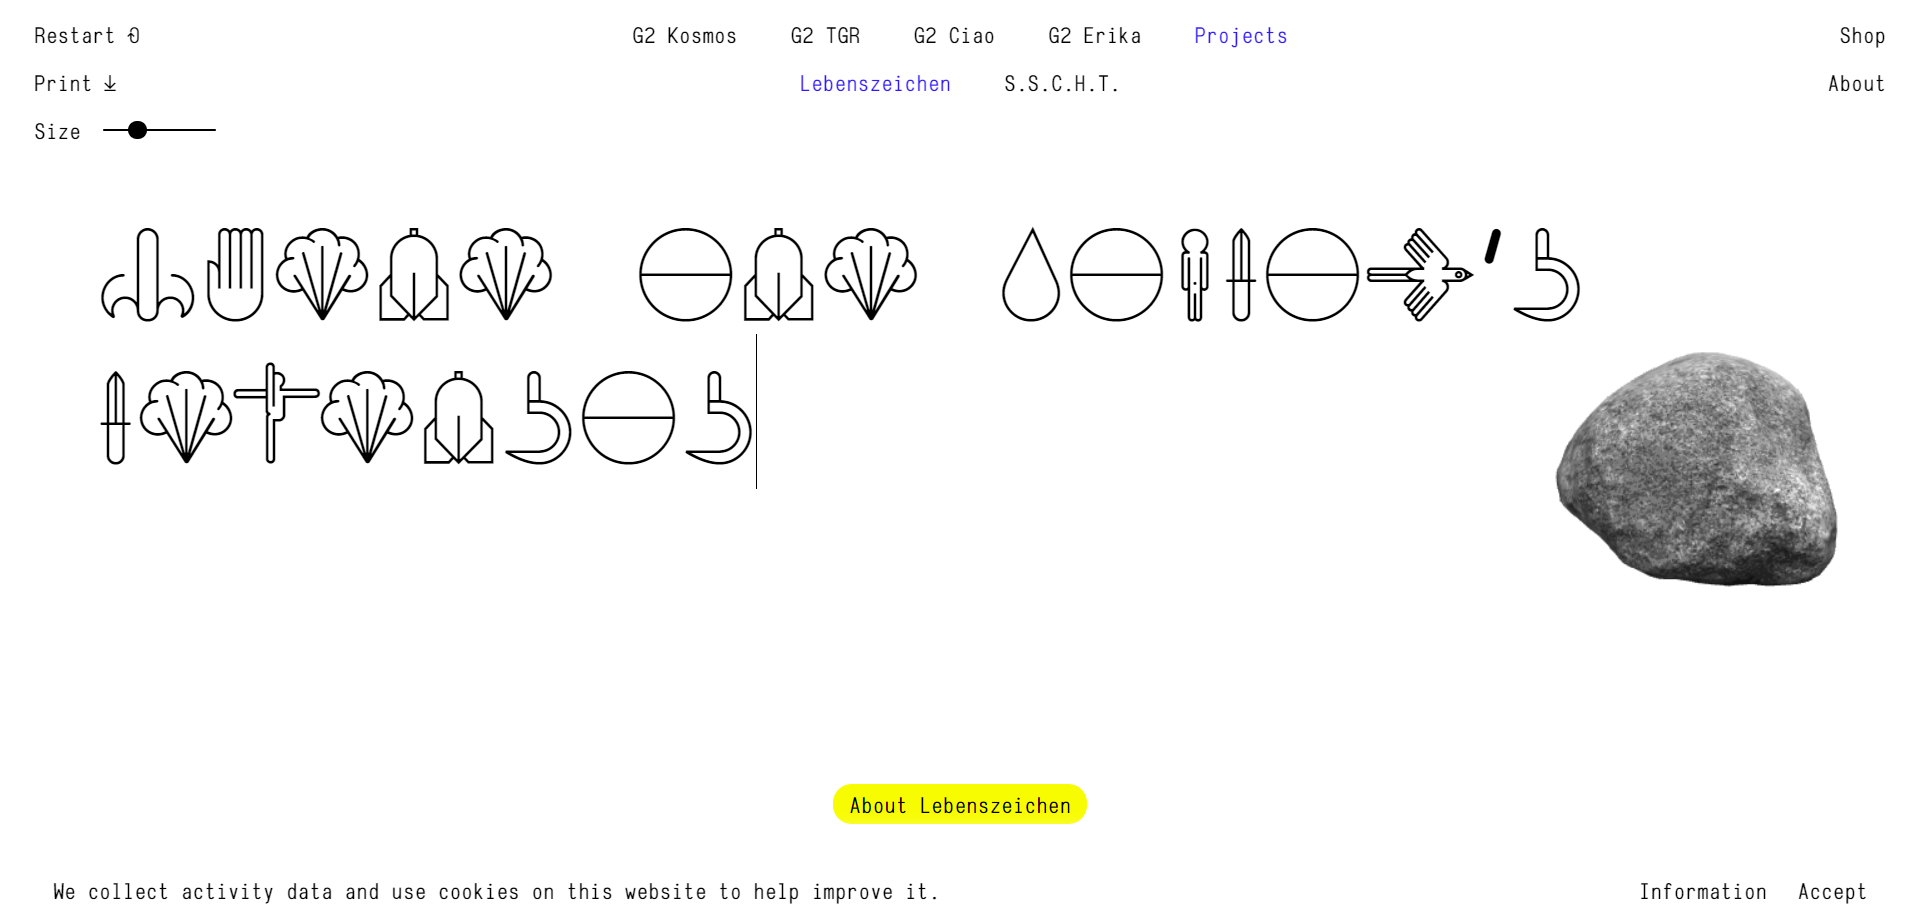 Restart
G2 Kosmos G2 TGR G2 Ciao G2 Erika Projects
Shop
Print ↓
Lebenszeichen S.S.C.H.T.
About
Size
About Lebenszeichen
We collect activity data and use cookies on this website to help improve it.
Information Accept